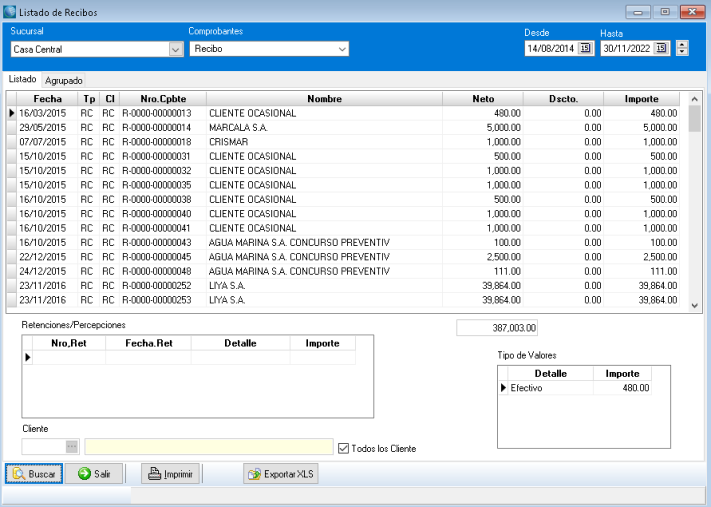 Listado de Recibos
Sucursal Comprobantes Desde Hasta
Casa Central Recibo 14/08/2014 15 30/11/2022 15
Listado Agrupado
Fecha Tp Cl Nro.Cpbte Nombre Neto Dscto. Importe
16/03/2015 RC RC R-0000-00000013 CLIENTE OCASIONAL 480.00 0.00 480.00
29/05/2015 RC RC R-0000-00000014 MARCALA S.A. 5,000.00 0.00 5,000.00
07/07/2015 RC RC R-0000-00000018 CRISMAR 1,000.00 0.00 1,000.00
15/10/2015 RC RC R-0000-00000031 CLIENTE OCASIONAL 500.00 0.00 500.00
15/10/2015 RC RC R-0000-00000032 CLIENTE OCASIONAL 1,000.00 0.00 1,000.00
15/10/2015 RC RC R-0000-00000035 CLIENTE OCASIONAL 1,000.00 0.00 1,000.00
16/10/2015 RC RC R-0000-00000038 CLIENTE OCASIONAL 500.00 0.00 500.00
16/10/2015 RC RC R-0000-00000040 CLIENTE OCASIONAL 1,000.00 0.00 1,000.00
16/10/2015 RC RC R-0000-00000041 CLIENTE OCASIONAL 1,000.00 0.00 1,000.00
16/10/2015 RC RC R-0000-00000043 AGUA MARINA S.A. CONCURSO PREVENTIV 100.00 0.00 100.00
22/12/2015 RC RC R-0000-00000045 AGUA MARINA S.A. CONCURSO PREVENTIV 2,500.00 0.00 2,500.00
24/12/2015 RC RC R-0000-00000048 AGUA MARINA S.A. CONCURSO PREVENTIV 111.00 0.00 111.00
23/11/2016 RC RC R-0000-00000252 LIYA S.A. 39,864.00 0.00 39,864.00
23/11/2016 RC RC R-0000-00000253 LIYA S.A. 39,864.00 0.00 39,864.00
Retenciones/Percepciones 387,003.00
Nro,Ret Fecha.Ret Detalle Importe
Tipo de Valores
Detalle Importe
Efectivo 480.00
Cliente
Todos los Cliente
Buscar Salir Imprimir Exportar XLS